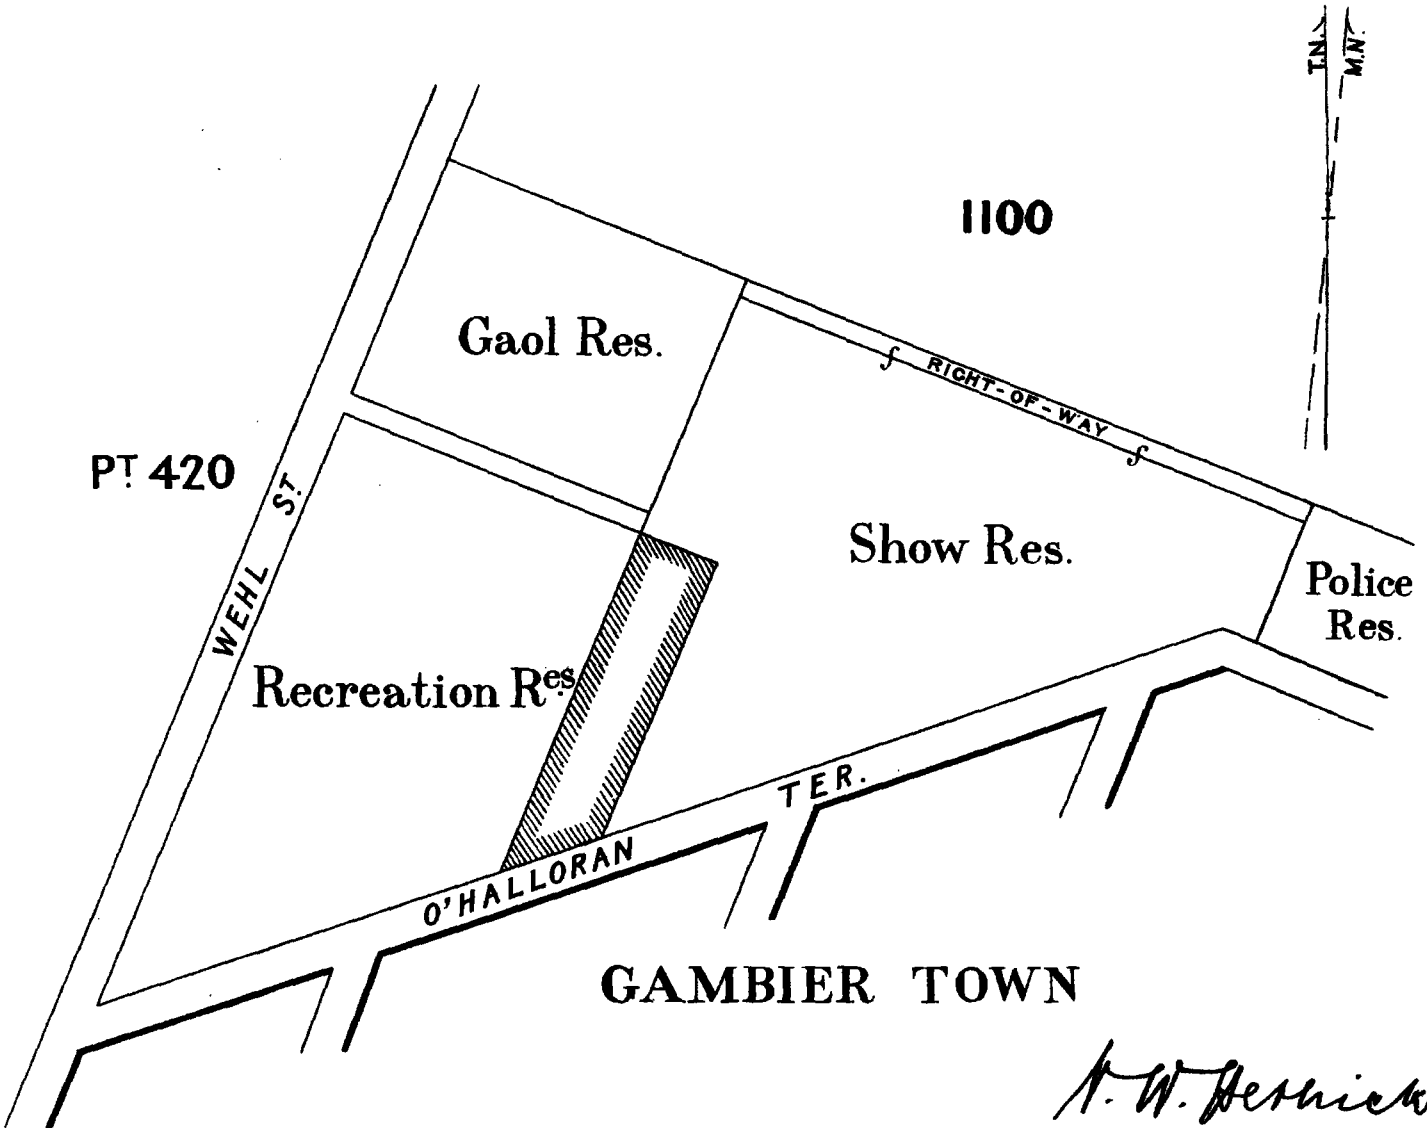 T.N.
M.N.
1100
Gaol Res.
RIGHT-OF-WAY
PT. 420
WEHL ST.
Show Res.
Police
Res.
Recreation Res.
O'HALLORAN TER.
GAMBIER TOWN